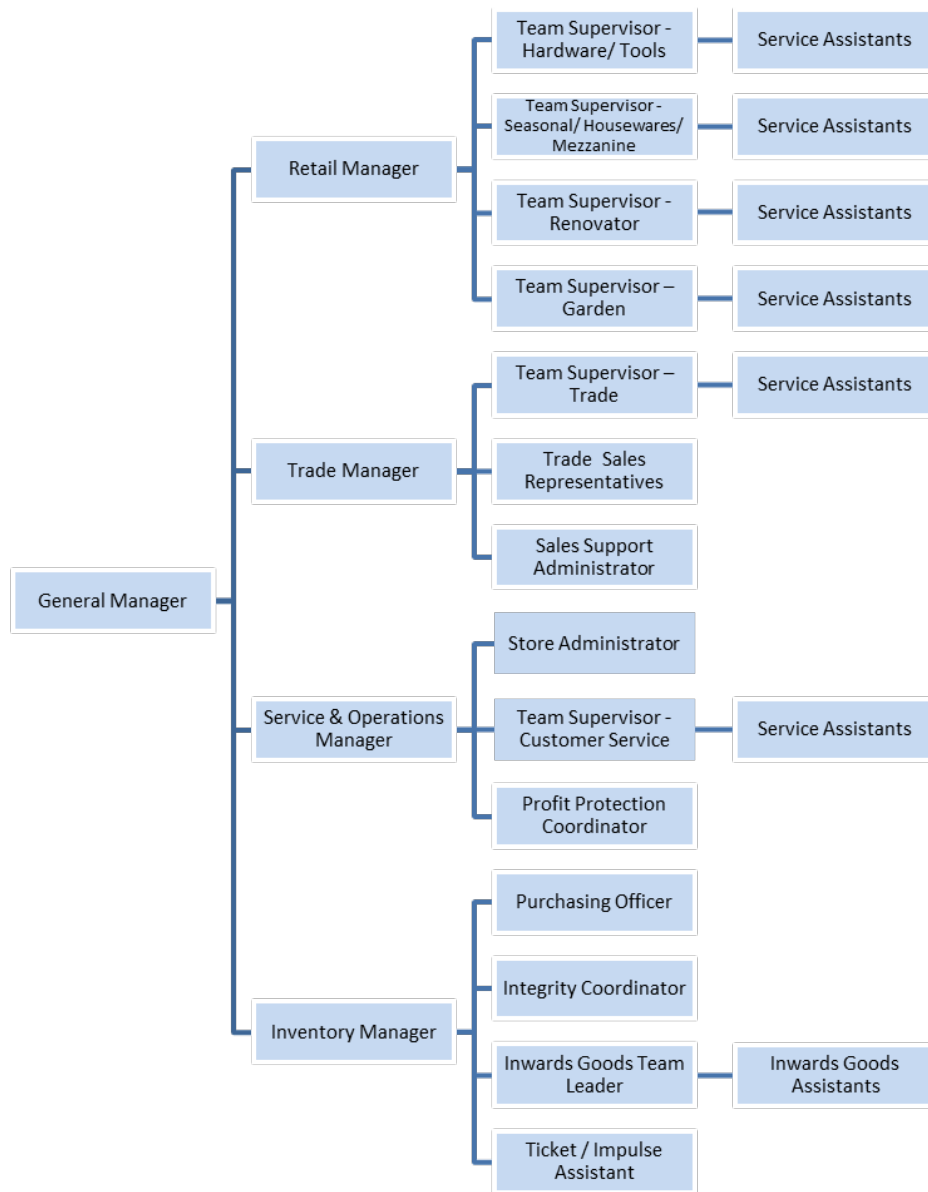 Team Supervisor -
Hardware/ Tools
Service Assistants
Team Supervisor -
Seasonal/ Housewares/
Mezzanine
Service Assistants
Retail Manager
Team Supervisor -
Renovator
Service Assistants
Team Supervisor –
Garden
Service Assistants
Team Supervisor –
Trade
Service Assistants
Trade Manager
Trade Sales
Representatives
Sales Support
Administrator
General Manager
Store Administrator
Service & Operations
Manager
Team Supervisor -
Customer Service
Service Assistants
Profit Protection
Coordinator
Purchasing Officer
Integrity Coordinator
Inventory Manager
Inwards Goods Team
Leader
Inwards Goods
Assistants
Ticket / Impulse
Assistant